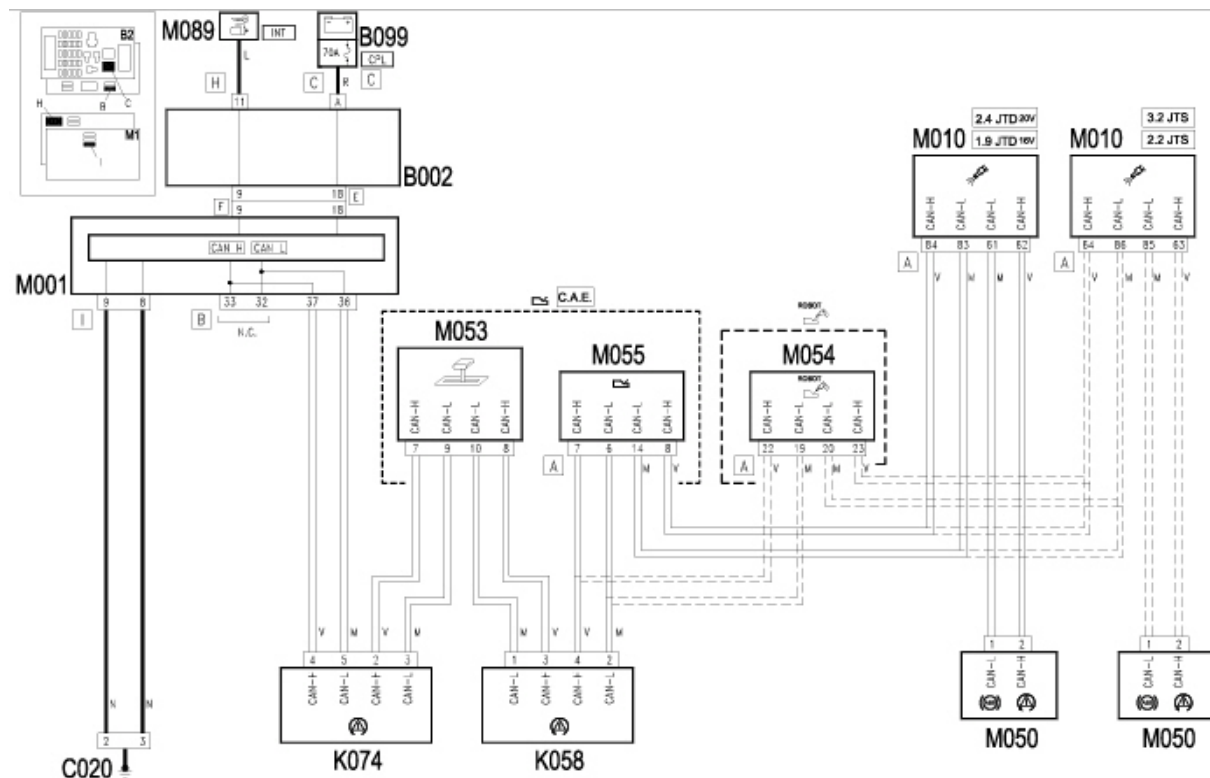 M089
INT
B099
70A
CPL
B2
L
R
H
C
C
11
A
H
B
C
M1
I
B002
9
18
F
E
9
18
CAN H
CAN L
M001
9
8
33
32
37
36
I
B
N.C.
C.A.E.
M053
CAN-H
CAN-L
CAN-L
CAN-H
7
9
10
8
M055
CAN-H
CAN-L
CAN-L
CAN-H
A
7
6
14
8
M
V
ROBOT
M054
ROBOT
CAN-H
CAN-L
CAN-L
CAN-H
A
22
19
20
23
V
M
M
V
2.4 JTD 20V
1.9 JTD 16V
M010
CAN-H
CAN-L
CAN-L
CAN-H
A
84
83
61
62
V
M
M
V
3.2 JTS
2.2 JTS
M010
CAN-H
CAN-L
CAN-L
CAN-H
A
64
86
85
63
V
M
M
V
V
M
V
M
4
5
2
3
CAN-H
CAN-L
CAN-H
CAN-L
K074
M
V
V
M
1
3
4
2
CAN-L
CAN-H
CAN-H
CAN-L
K058
1
2
CAN-L
CAN-H
M050
1
2
CAN-L
CAN-H
M050
N
N
2
3
C020